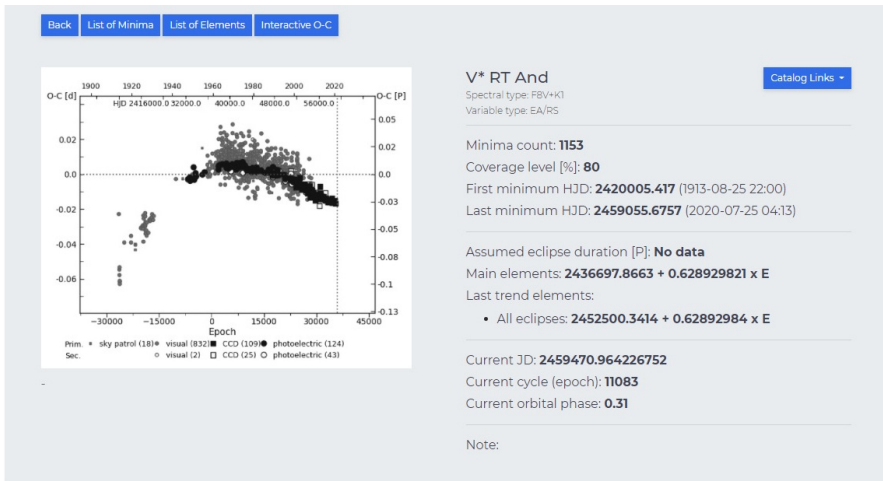 Back List of Minima List of Elements Interactive O-C
1900 1920 1940 1960 1980 2000 2020
O-C [d] HJD 2416000.0 32000.0 40000.0 48000.0 56000.0 O-C [P]
0.05
0.02 0.02
0.0 0.0
-0.02 -0.03
-0.04 -0.05
-0.08
-0.06 -0.1
-0.13
−30000 −15000 0 15000 30000 45000
Epoch
Prim. sky patrol (18) visual (832) CCD (109) photoelectric (124)
Sec. visual (2) CCD (25) photoelectric (43)
-
V* RT And Catalog Links
Spectral type: F8V+K1
Variable type: EA/RS
Minima count: 1153
Coverage level [%]: 80
First minimum HJD: 2420005.417 (1913-08-25 22:00)
Last minimum HJD: 2459055.6757 (2020-07-25 04:13)
Assumed eclipse duration [P]: No data
Main elements: 2436697.8663 + 0.628929821 x E
Last trend elements:
• All eclipses: 2452500.3414 + 0.62892984 x E
Current JD: 2459470.964226752
Current cycle (epoch): 11083
Current orbital phase: 0.31
Note: